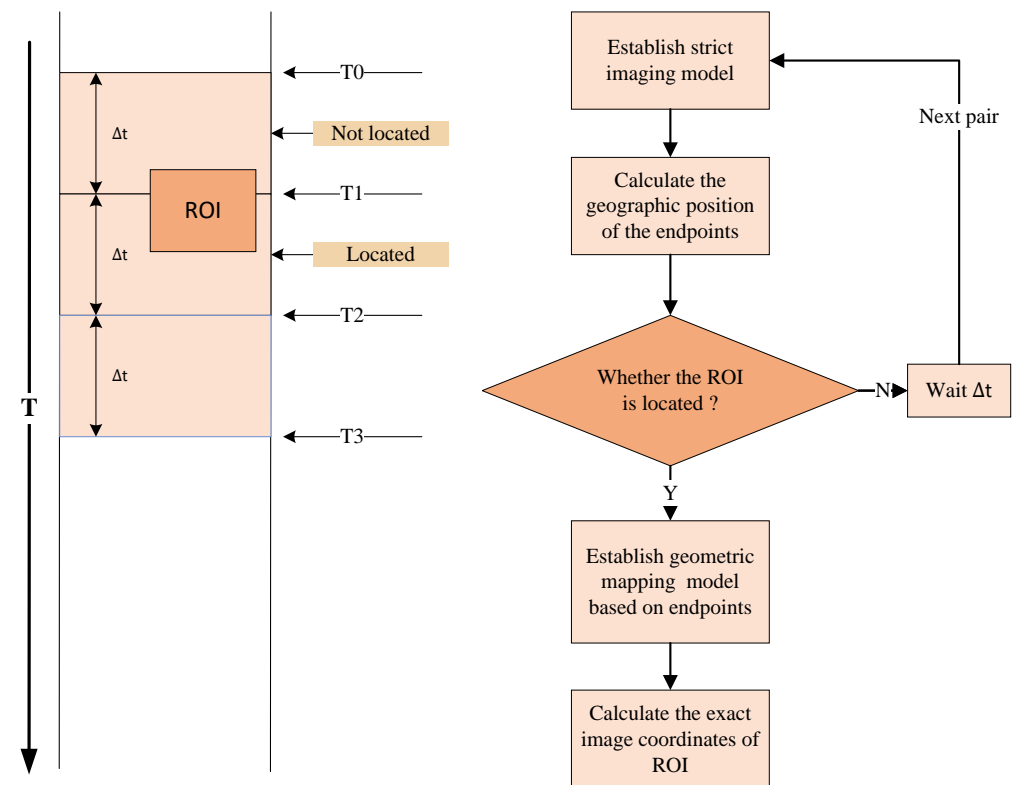 T
T0
Δt
Not located
T1
ROI
Δt
Located
T2
Δt
T3
Establish strict
imaging model
Next pair
Calculate the
geographic position
of the endpoints
Whether the ROI
is located ?
N
Wait Δt
Y
Establish geometric
mapping model
based on endpoints
Calculate the exact
image coordinates of
ROI